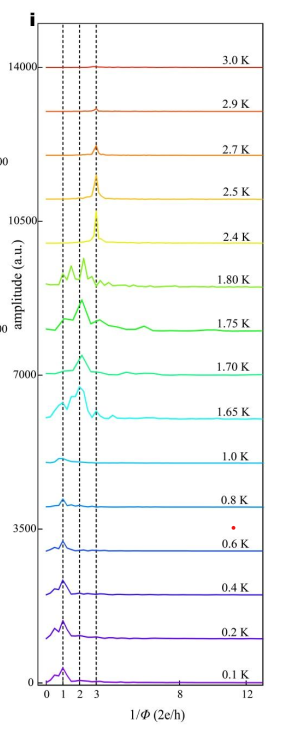 i
14000
3.0 K
2.9 K
00
2.7 K
2.5 K
10500
2.4 K
amplitude (a.u.)
1.80 K
00
1.75 K
7000
1.70 K
1.65 K
1.0 K
0.8 K
3500
0.6 K
0.4 K
0.2 K
0.1 K
0
0 1 2 3 8 12
1/Φ (2e/h)